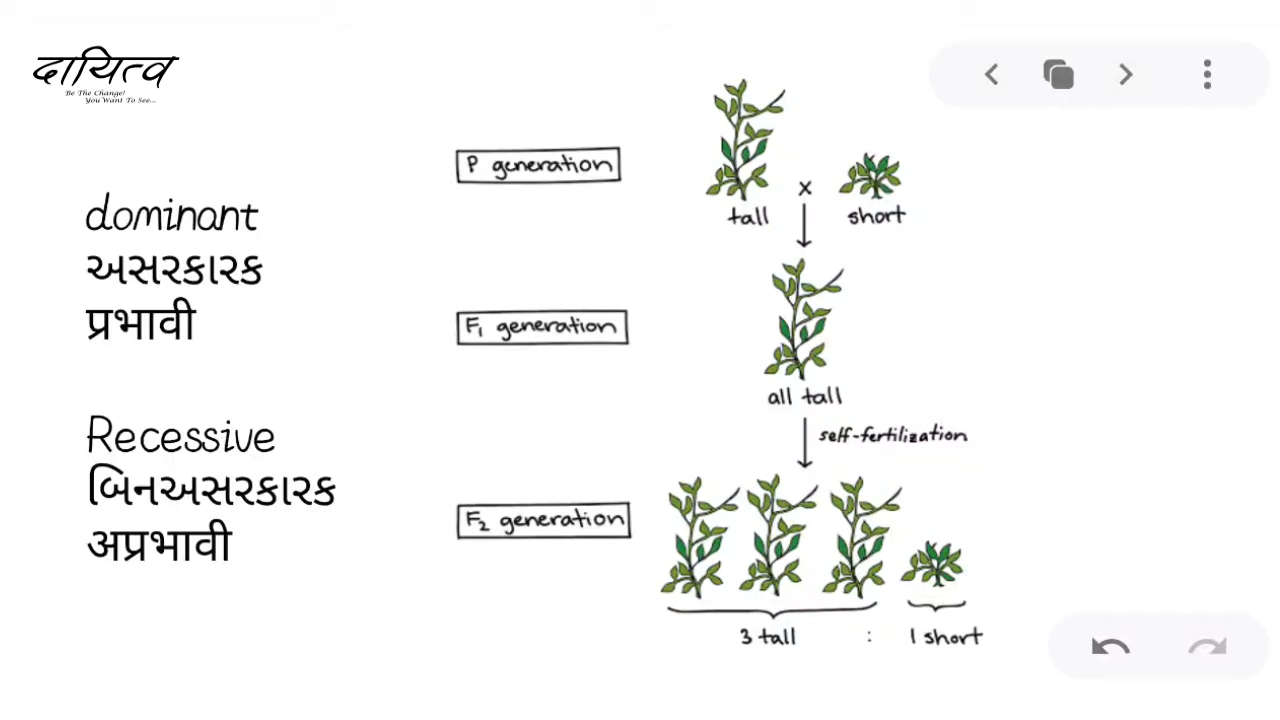 दायित्व
Be The Change!
You Want To See...
dominant
અસરકારક
प्रभावी
Recessive
બિનઅસરકારક
अप्रभावी
P generation
tall x short
F₁ generation
all tall
self-fertilization
F₂ generation
3 tall : 1 short